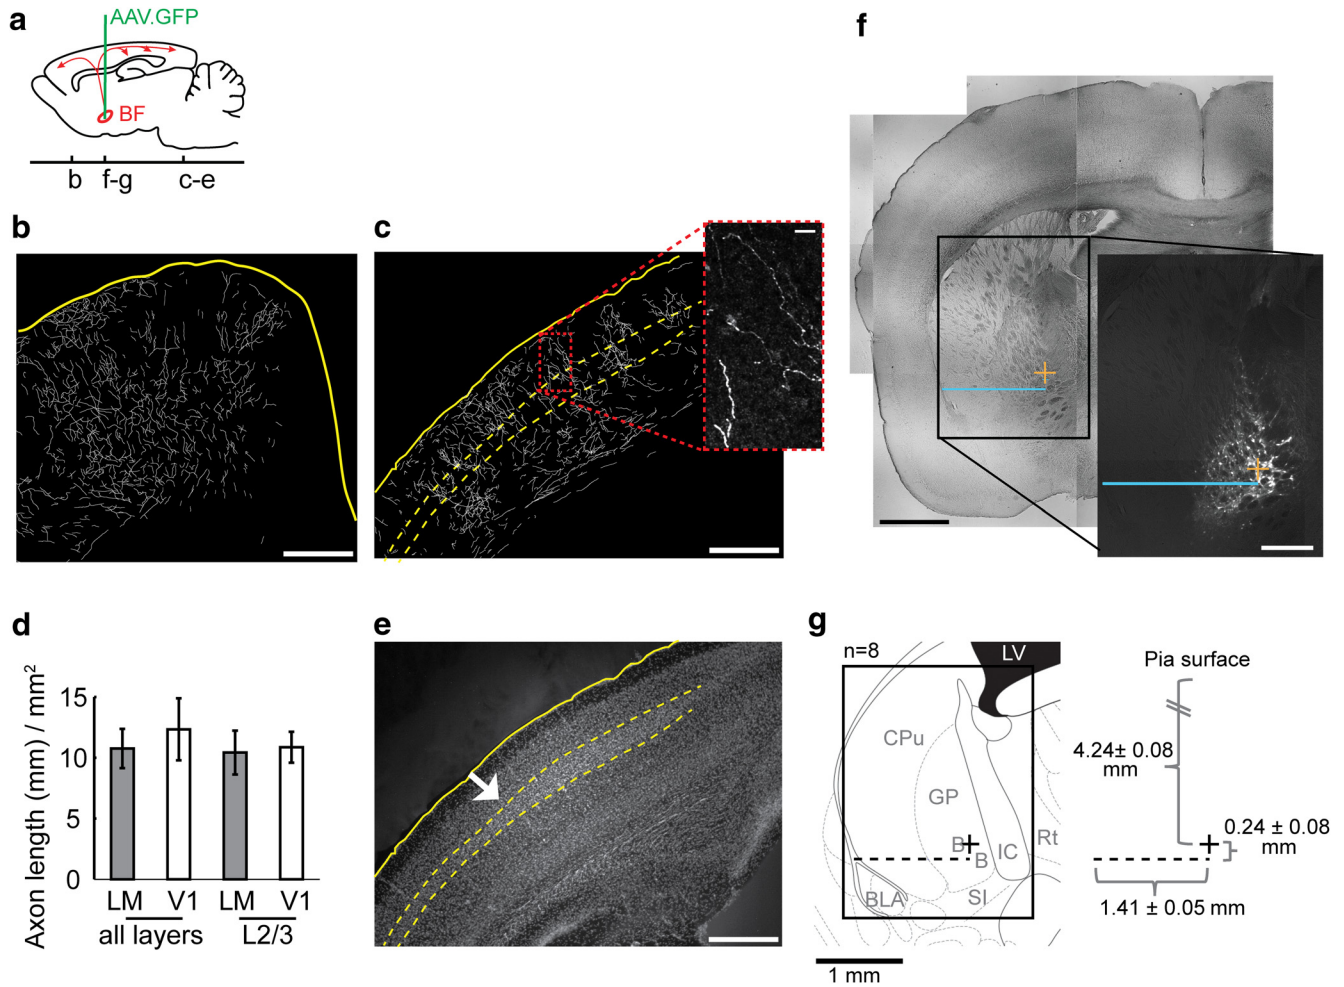 a
AAV.GFP
BF
b
f-g
c-e
b
c
d
Axon length (mm) / mm²
15
10
5
0
LM
V1
LM
V1
all layers
L2/3
e
f
g
n=8
LV
CPu
GP
B
B
IC
Rt
BLA
SI
1 mm
Pia surface
4.24± 0.08
mm
0.24 ± 0.08
mm
1.41 ± 0.05 mm